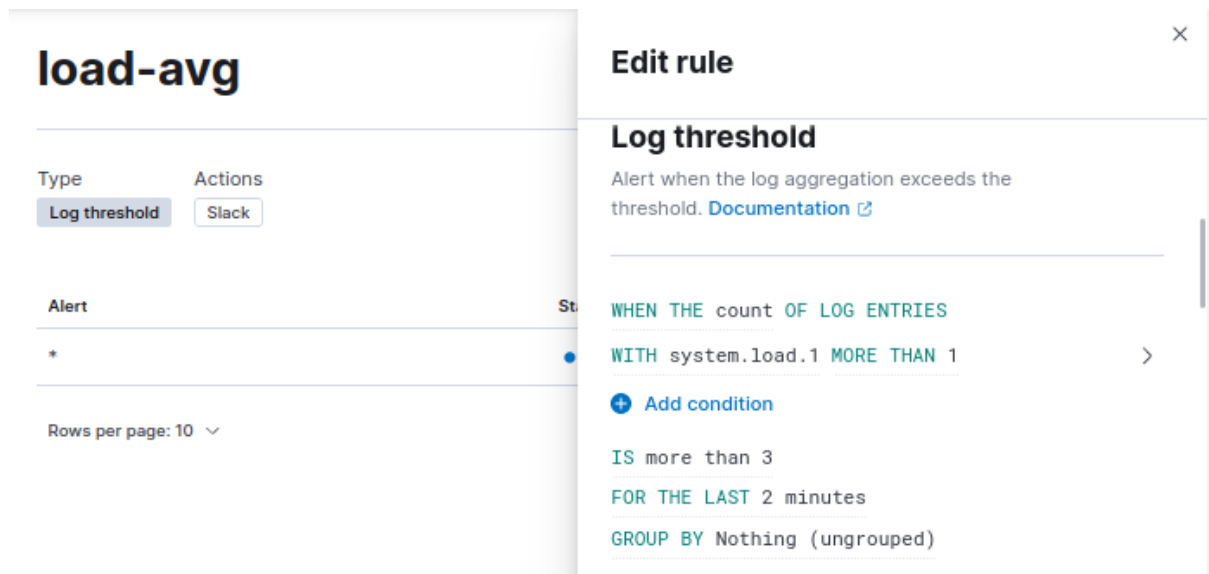 load-avg
Type
Actions
Log threshold
Slack
Alert
*
Rows per page: 10
Edit rule
Log threshold
Alert when the log aggregation exceeds the
threshold. Documentation
WHEN THE count OF LOG ENTRIES
WITH system.load.1 MORE THAN 1
Add condition
IS more than 3
FOR THE LAST 2 minutes
GROUP BY Nothing (ungrouped)